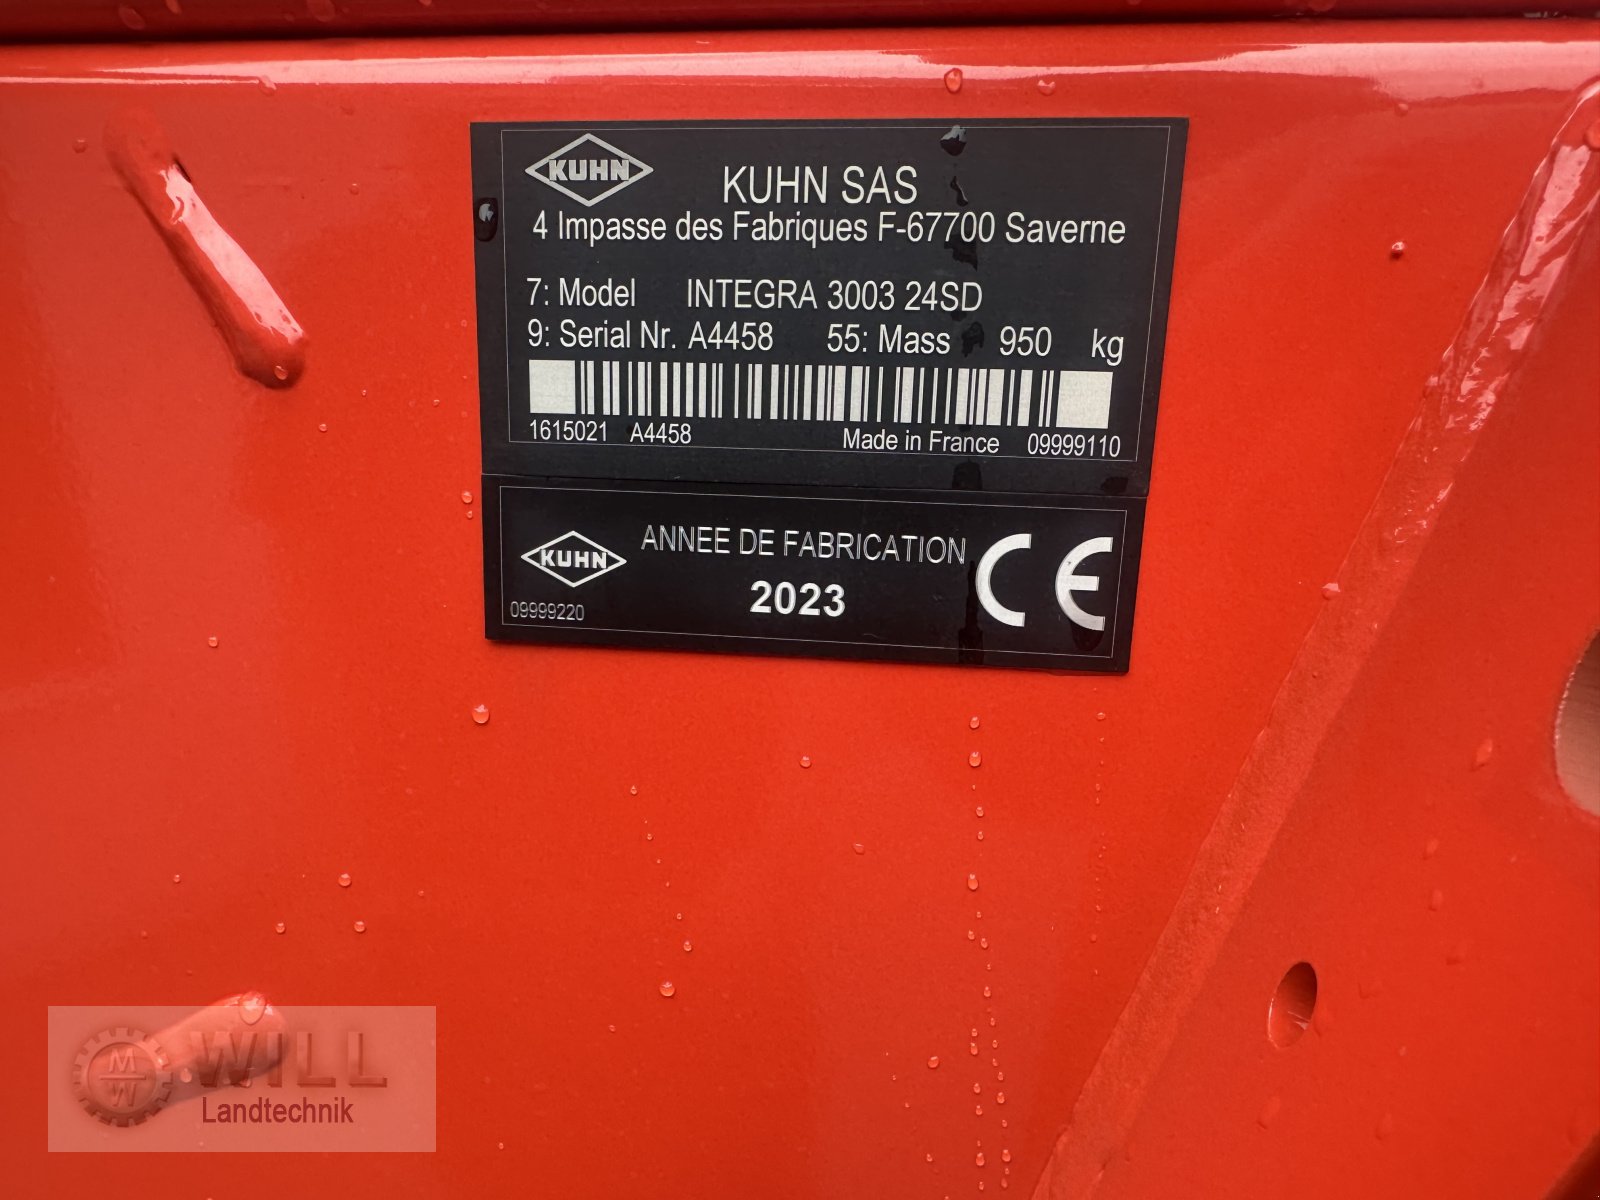 KUHN
KUHN SAS
4 Impasse des Fabriques F-67700 Saverne
7: Model INTEGRA 3003 24SD
9: Serial Nr. A4458 55: Mass 950 kg
1615021 A4458 Made in France 09999110
KUHN
ANNEE DE FABRICATION
2023
CE
09999220
MW
WILL
Landtechnik